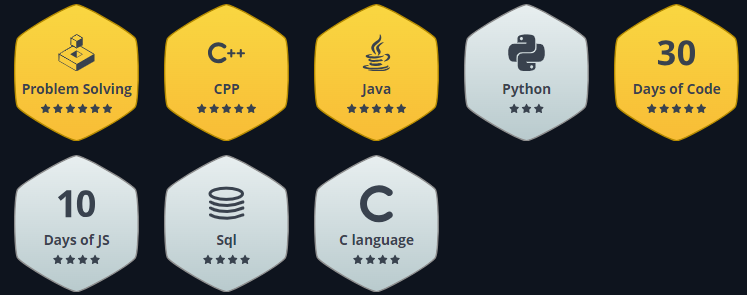 C++
30
Problem Solving
CPP
Java
Python
Days of Code
10
C
Days of JS
Sql
C language